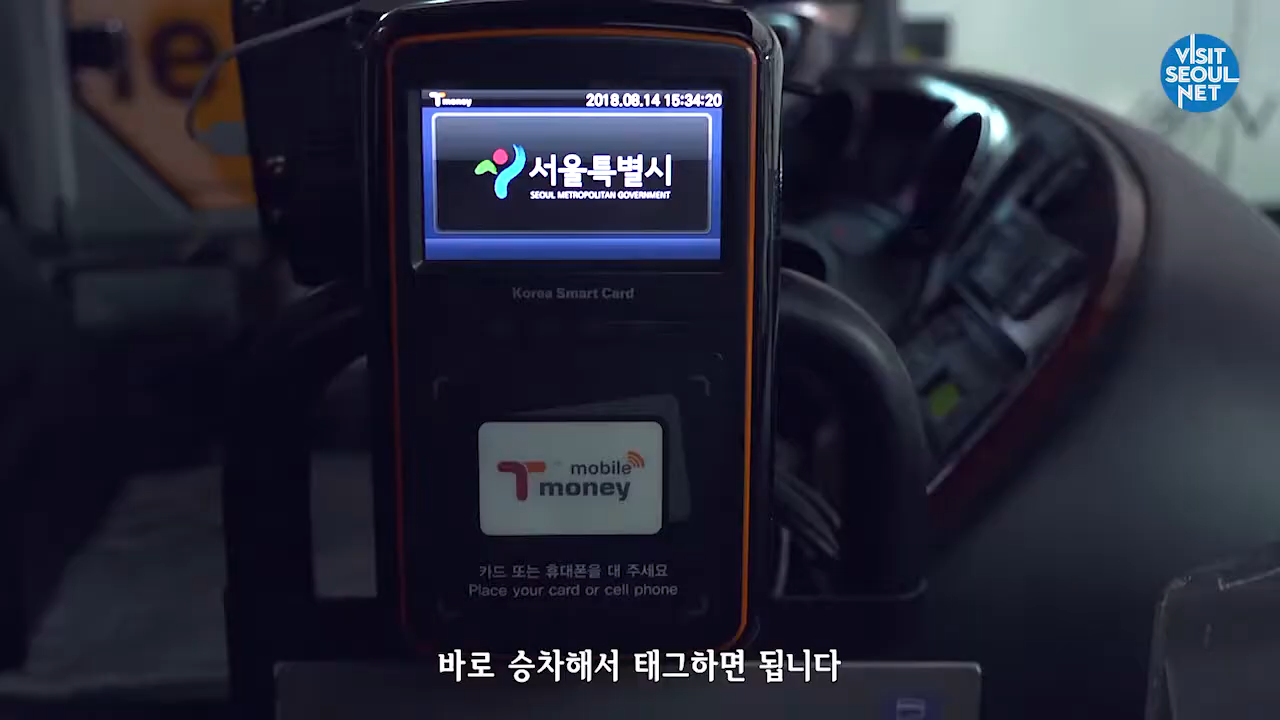 VISIT
SEOUL
NET
T money 2018.08.14 15:34:20
서울특별시
SEOUL METROPOLITAN GOVERNMENT
Korea Smart Card
T mobile
money
카드 또는 휴대폰을 대 주세요
Place your card or cell phone
바로 승차해서 태그하면 됩니다